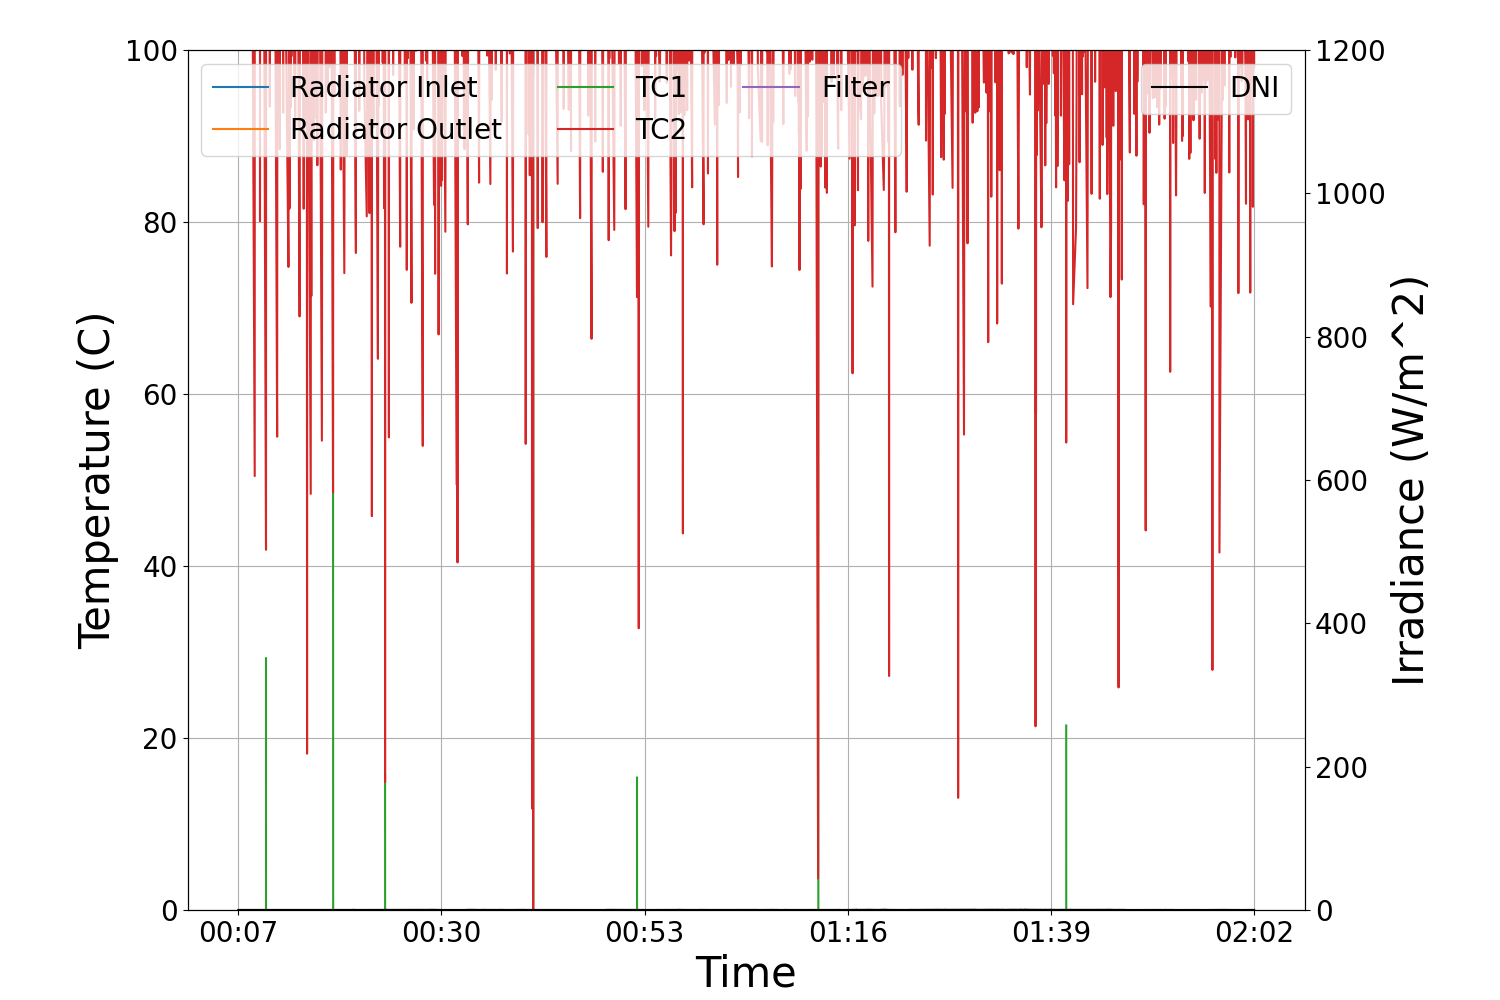 100
80
60
40
20
0
Temperature (C)
Radiator Inlet
Radiator Outlet
TC1
TC2
Filter
DNI
1200
1000
800
600
400
200
0
Irradiance (W/m^2)
00:07
00:30
00:53
01:16
01:39
02:02
Time